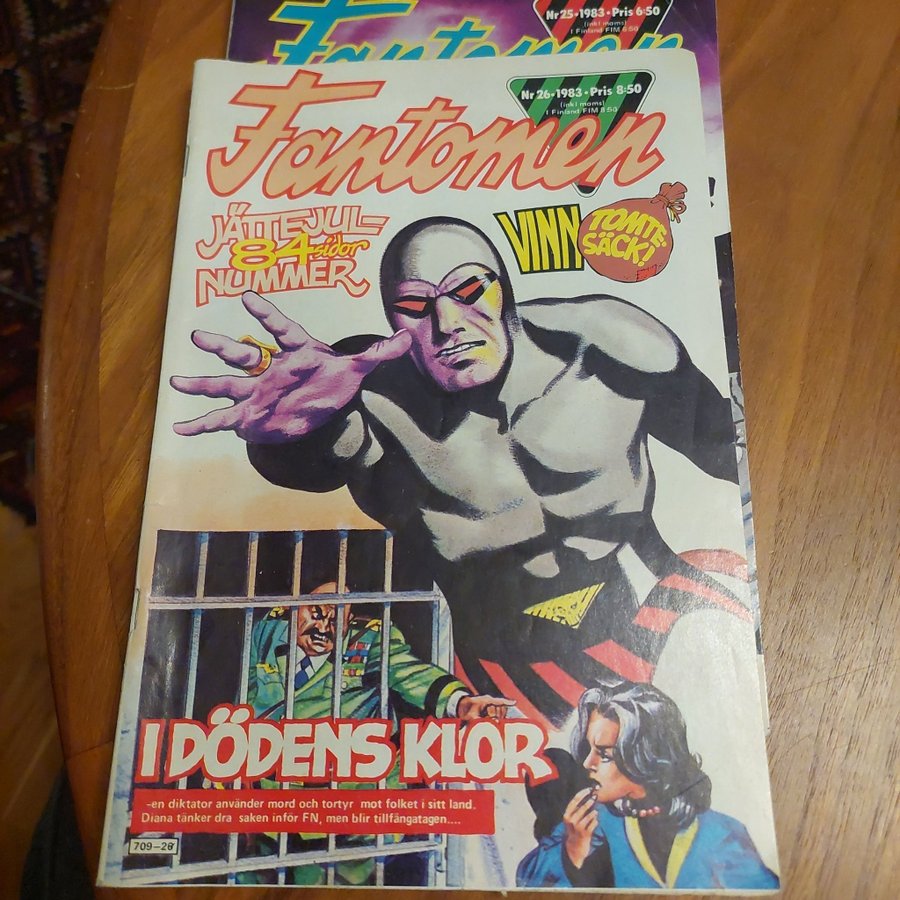 Nr 25 · 1983 · Pris 6:50
(inkl moms)
I Finland FIM 6:50
Fantomen
Nr 26 · 1983 · Pris 8:50
(inkl moms)
I Finland FIM 8:50
Fantomen
JÄTTEJUL-
84 sidor
NUMMER
VINN
TOMTE-
SÄCK!
I DÖDENS KLOR
-en diktator använder mord och tortyr mot folket i sitt land.
Diana tänker dra saken inför FN, men blir tillfångatagen....
709-26